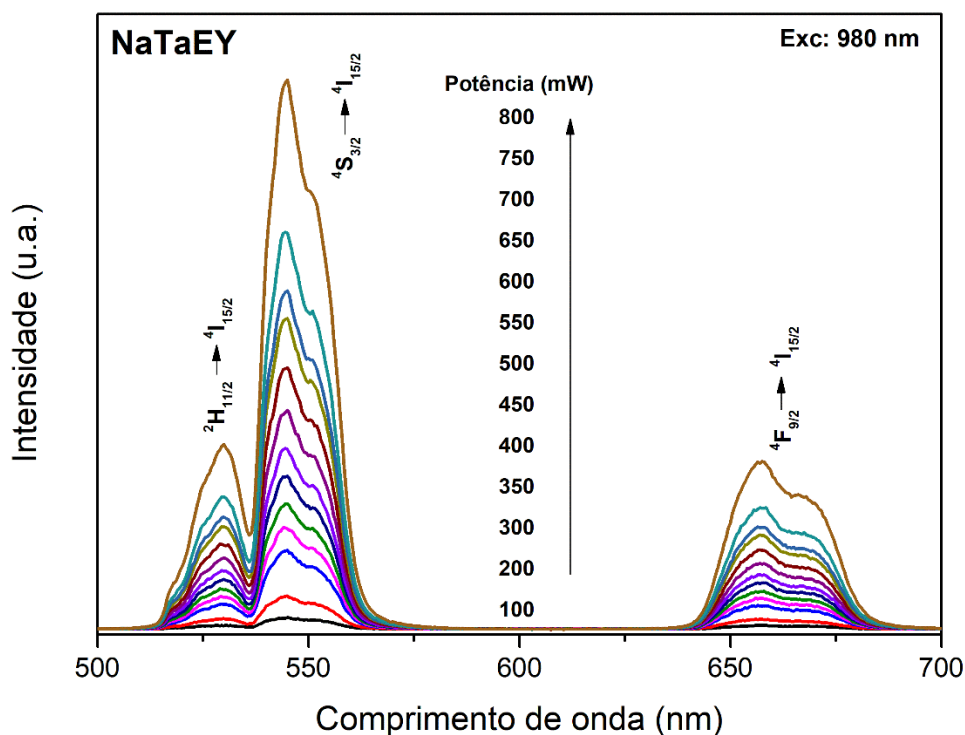 NaTaEY
Exc: 980 nm
⁴S₃/₂ → ⁴I₁₅/₂
Potência (mW)
800
750
700
650
600
550
500
450
400
350
300
200
100
²H₁₁/₂ → ⁴I₁₅/₂
⁴F₉/₂ → ⁴I₁₅/₂
Intensidade (u.a.)
500 550 600 650 700
Comprimento de onda (nm)